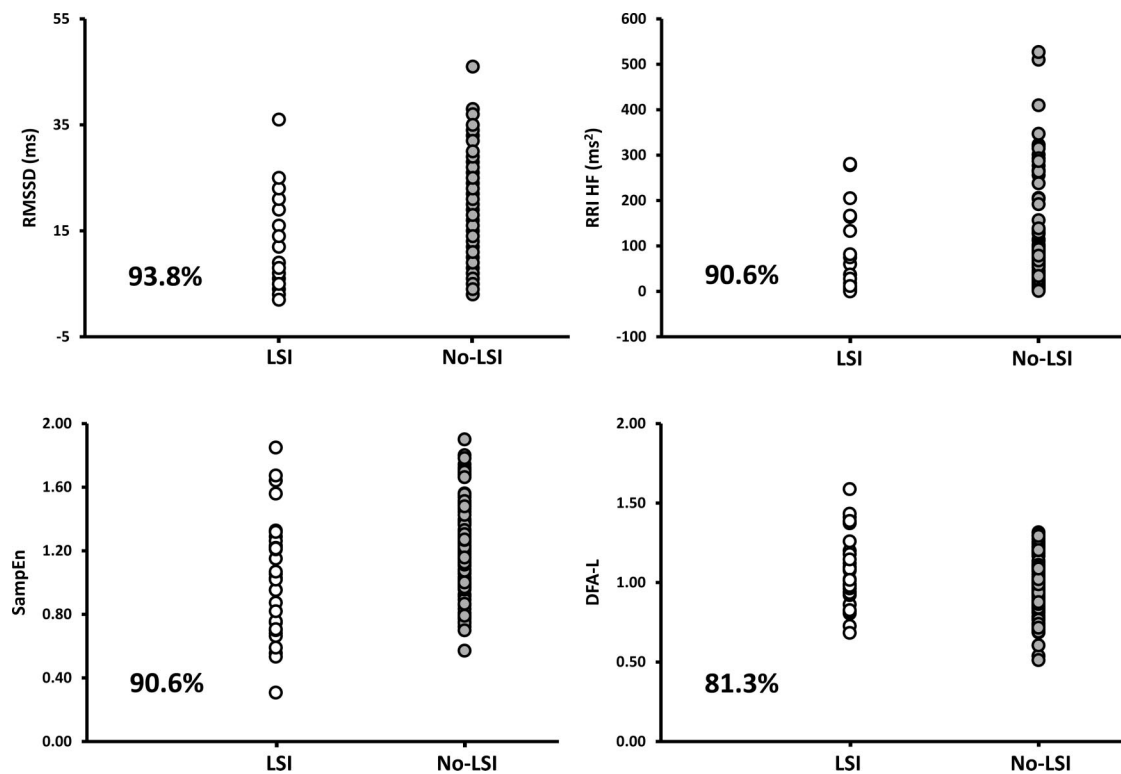 55
35
15
-5
RMSSD (ms)
93.8%
LSI
No-LSI
600
500
400
300
200
100
0
-100
RRI HF (ms²)
90.6%
LSI
No-LSI
2.00
1.60
1.20
0.80
0.40
0.00
SampEn
90.6%
LSI
No-LSI
2.00
1.50
1.00
0.50
0.00
DFA-L
81.3%
LSI
No-LSI